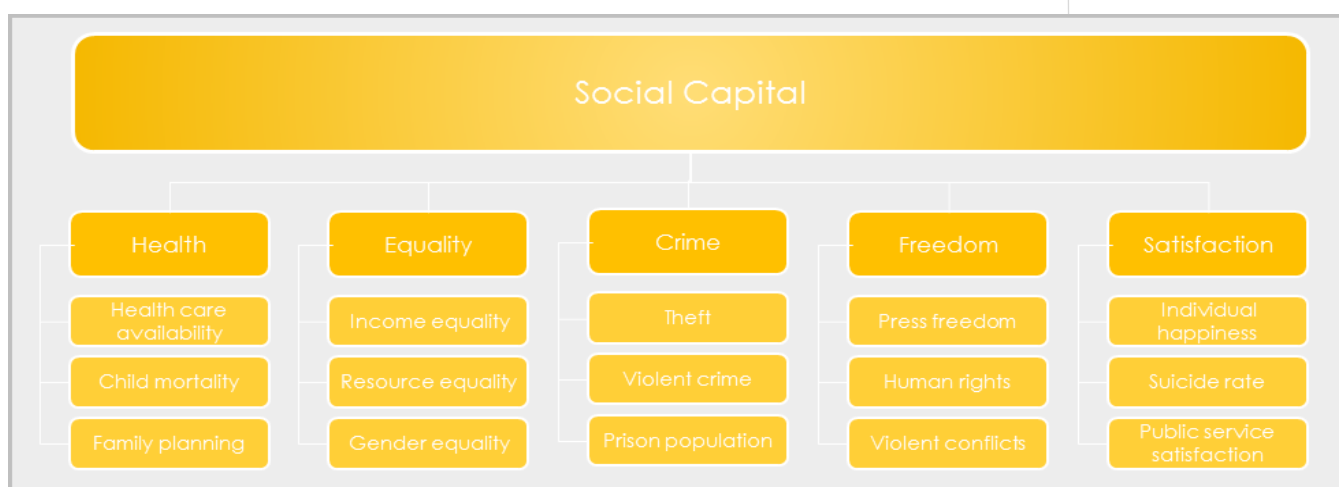 Social Capital
Health
Equality
Crime
Freedom
Satisfaction
Health care
availability
Income equality
Theft
Press freedom
Individual
happiness
Child mortality
Resource equality
Violent crime
Human rights
Suicide rate
Family planning
Gender equality
Prison population
Violent conflicts
Public service
satisfaction